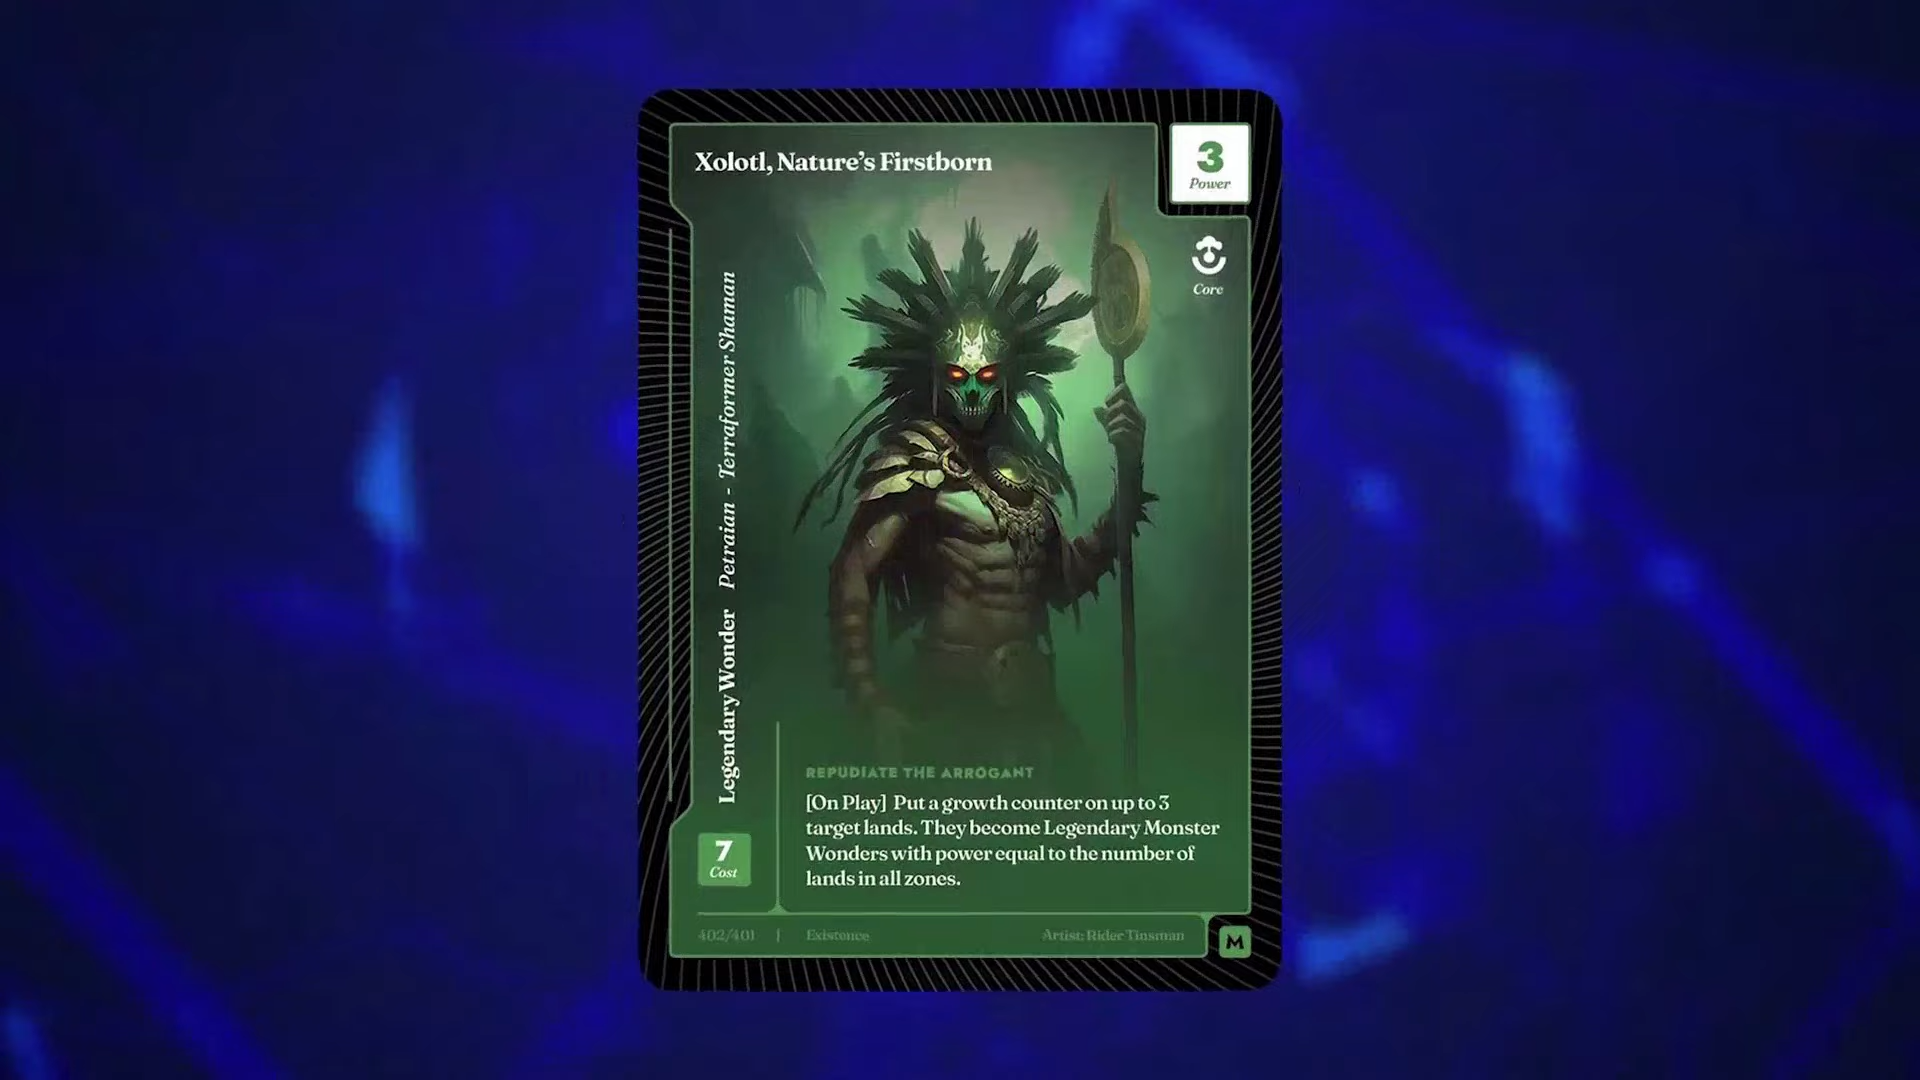 Xolotl, Nature's Firstborn
3
Power
Core
Legendary Wonder Petraian - Terraformer Shaman
REPUDIATE THE ARROGANT
[On Play] Put a growth counter on up to 3
target lands. They become Legendary Monster
Wonders with power equal to the number of
lands in all zones.
7
Cost
402/401 | Existence
Artist: Rider Tinsman
M